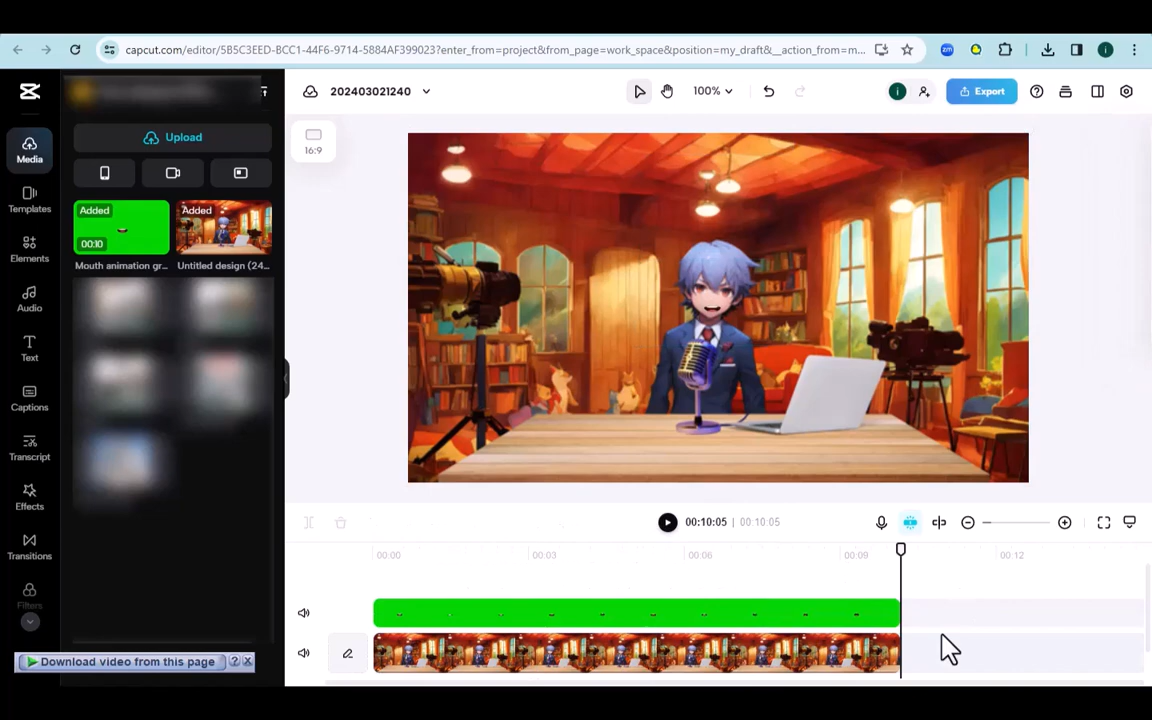 capcut.com/editor/5B5C3EED-BCC1-44F6-9714-5884AF399023?enter_from=project&from_page=work_space&position=my_draft&__action_from=m...
zm
i
202403021240
100%
i
Export
Upload
16:9
Media
Templates
Elements
Audio
Text
Captions
Transcript
Effects
Transitions
Filters
Added
00:10
Mouth animation gr...
Added
Untitled design (24...
00:10:05 | 00:10:05
00:00
00:03
00:06
00:09
00:12
Download video from this page
? X